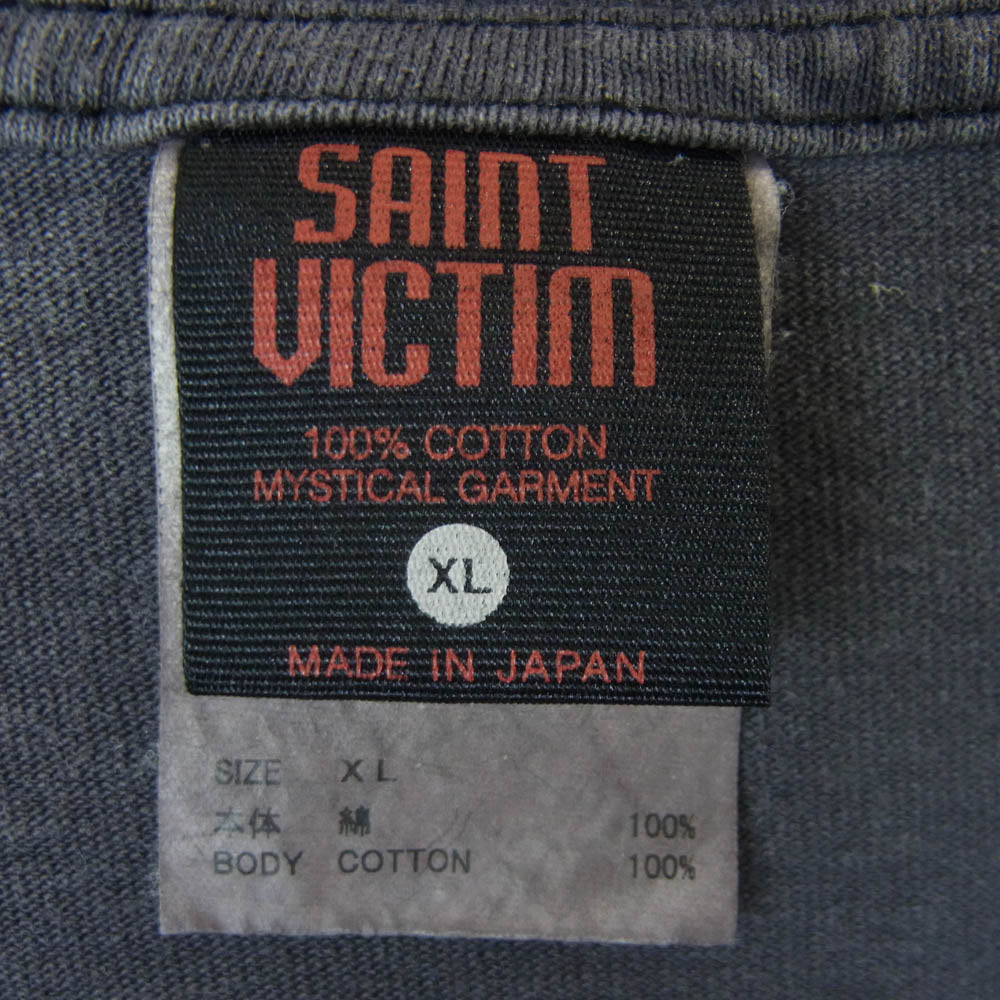 SAINT
VICTIM
100% COTTON
MYSTICAL GARMENT
XL
MADE IN JAPAN
SIZE XL
本体 綿 100%
BODY COTTON 100%